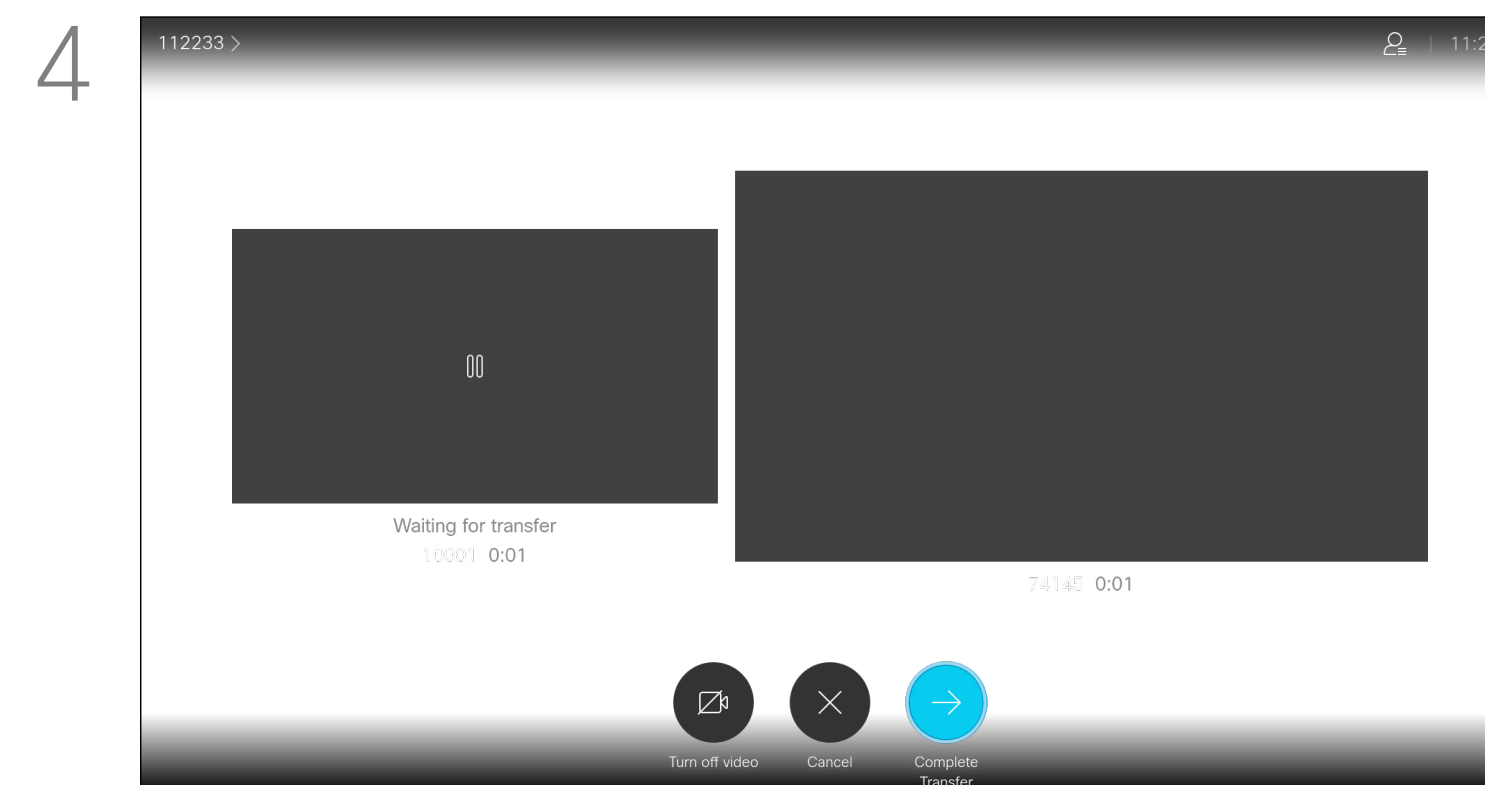 4
112233
11:2
Waiting for transfer
10001 0:01
74145 0:01
Turn off video
Cancel
Complete
Transfer